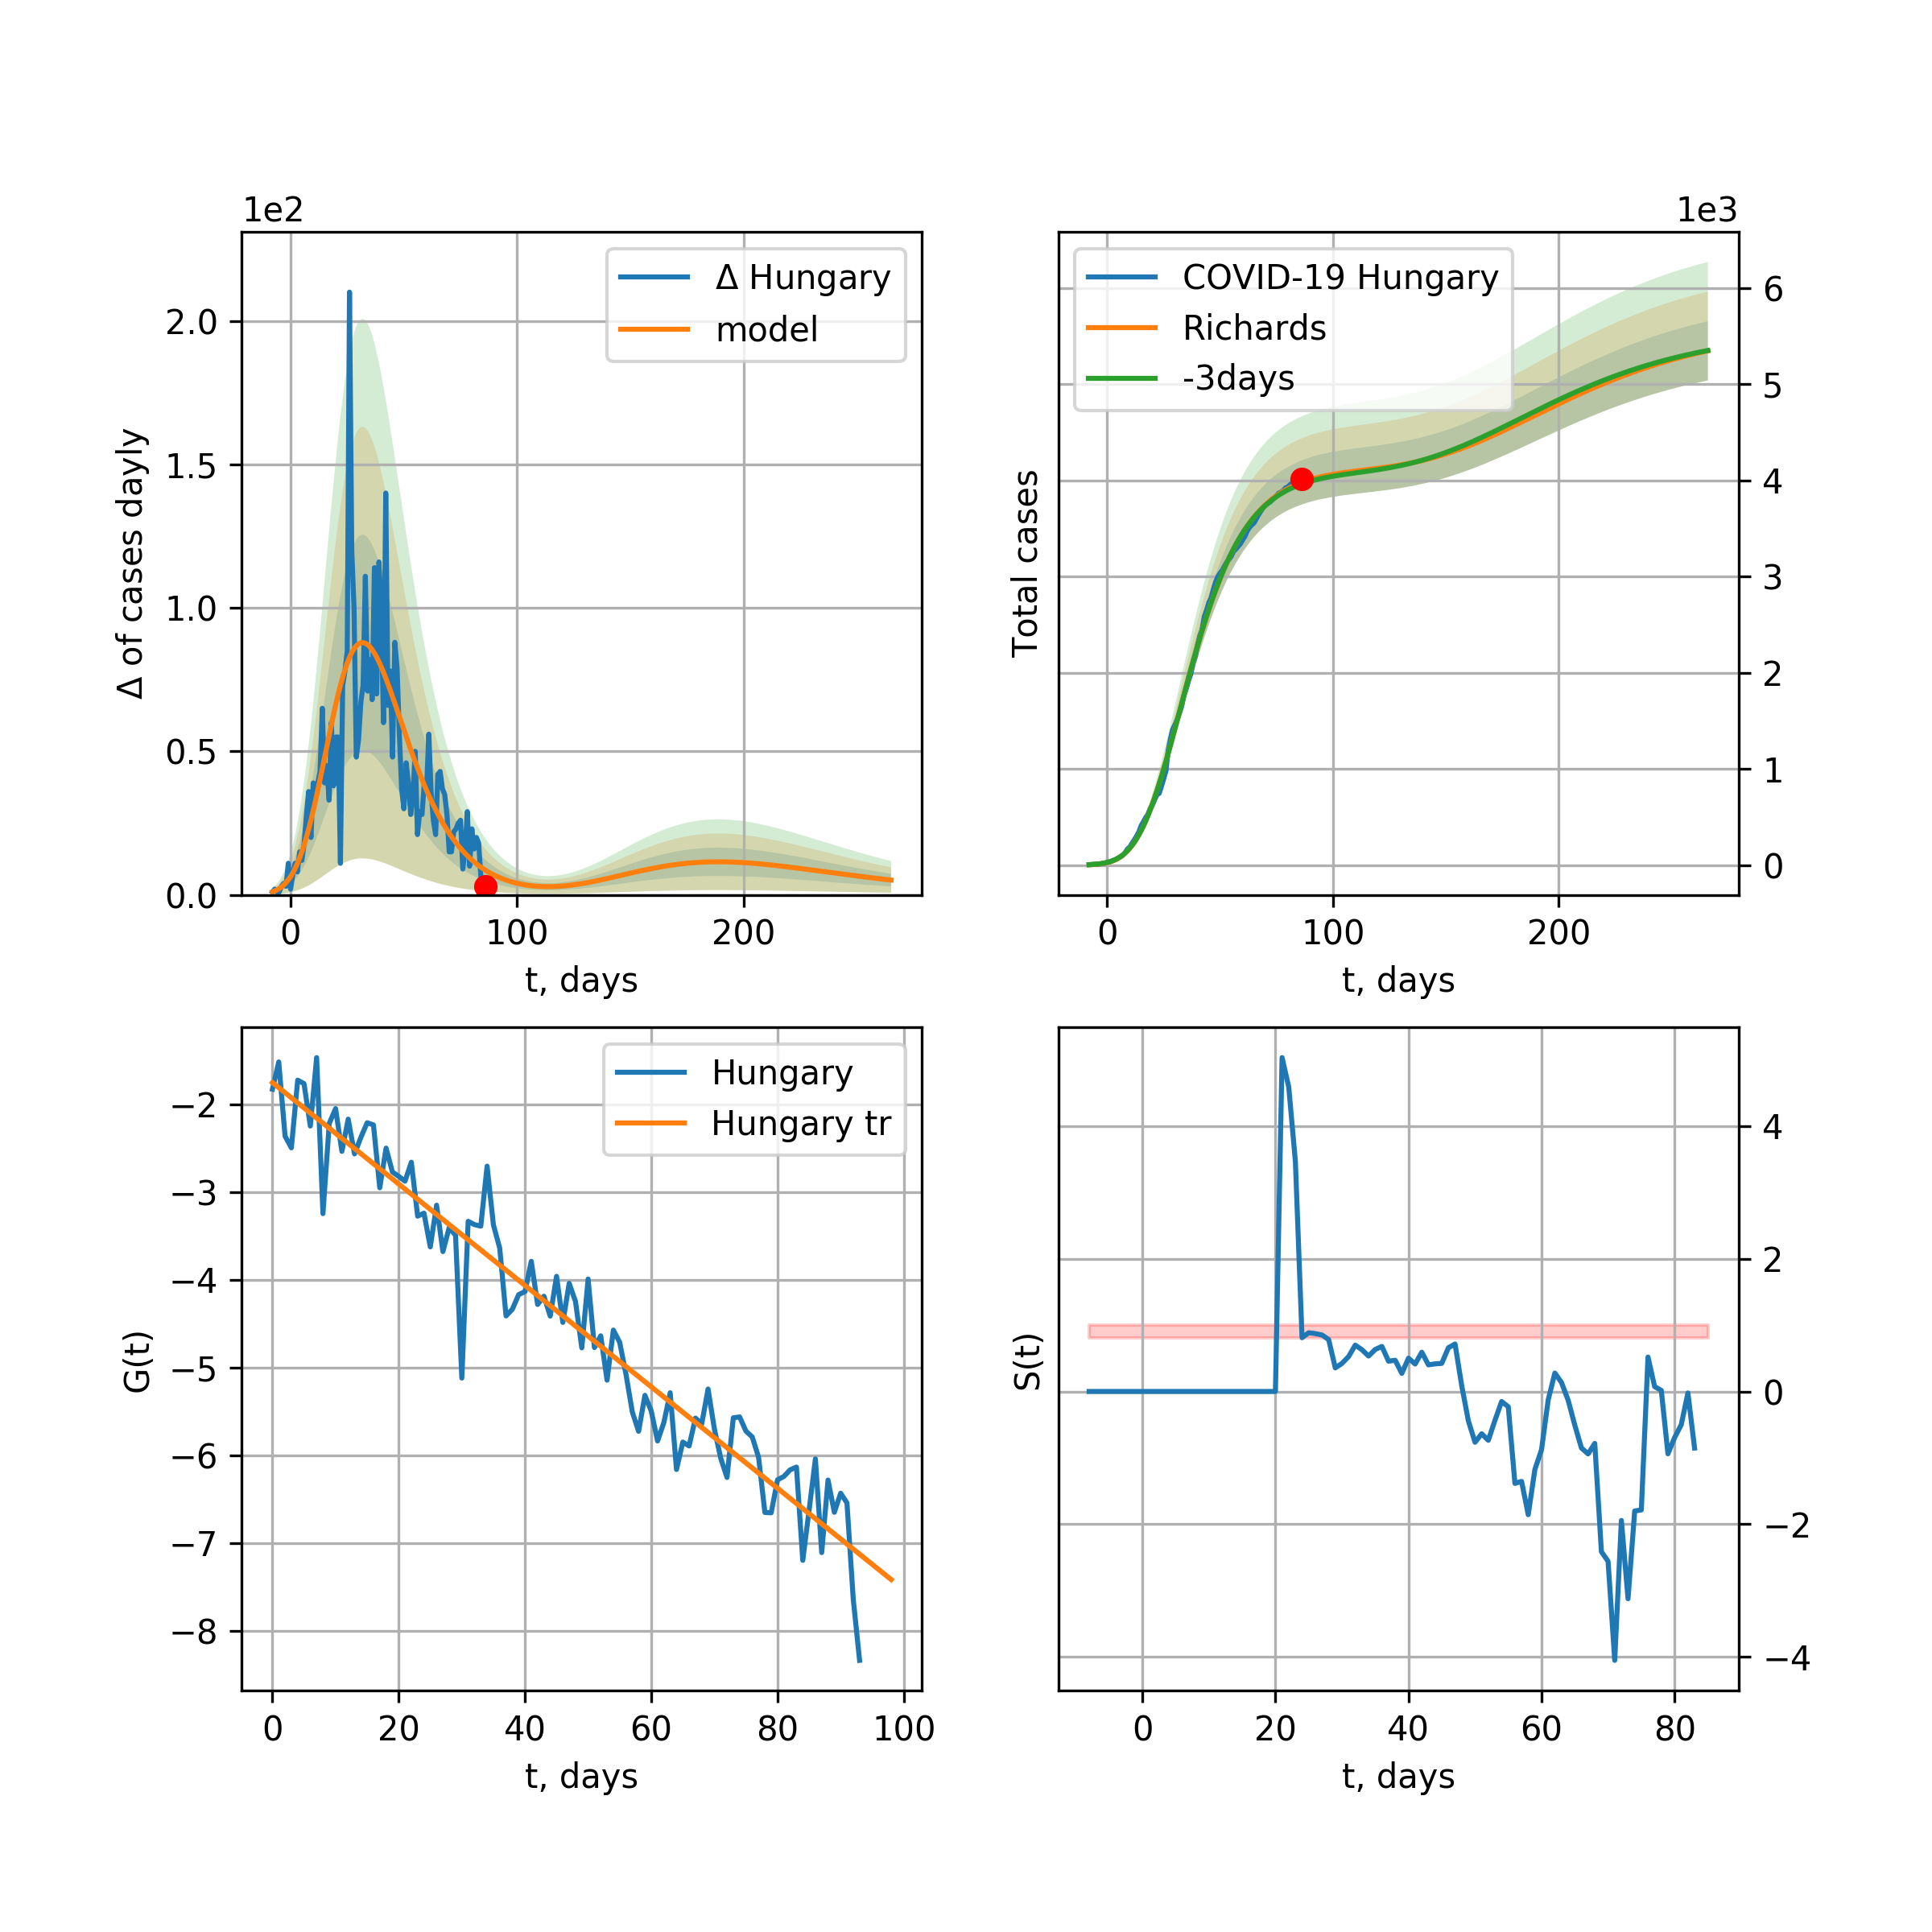 1e2
Δ Hungary
model
2.0
1.5
1.0
0.5
0.0
Δ of cases dayly
0 100 200
t, days
1e3
COVID-19 Hungary
Richards
-3days
6
5
4
3
2
1
0
Total cases
0 100 200
t, days
Hungary
Hungary tr
−2
−3
−4
−5
−6
−7
−8
G(t)
0 20 40 60 80 100
t, days
4
2
0
−2
−4
S(t)
0 20 40 60 80
t, days